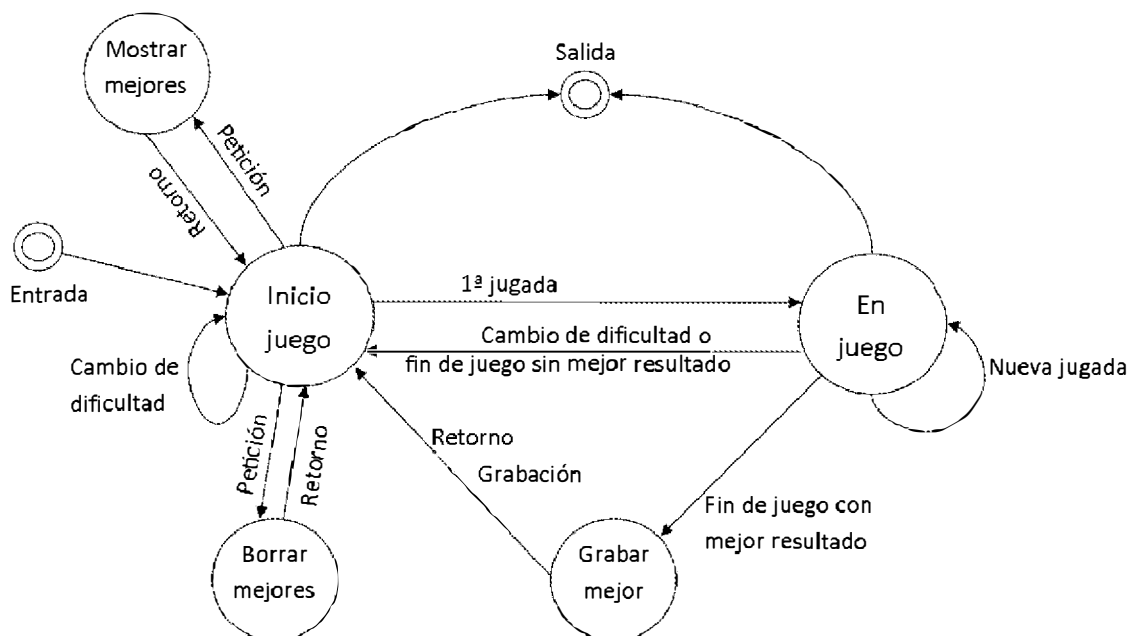 Mostrar
mejores
Salida
Petición
Retorno
Entrada
Inicio
juego
1ª jugada
En
juego
Cambio de dificultad o
fin de juego sin mejor resultado
Cambio de
dificultad
Nueva jugada
Petición
Retorno
Retorno
Grabación
Fin de juego con
mejor resultado
Borrar
mejores
Grabar
mejor